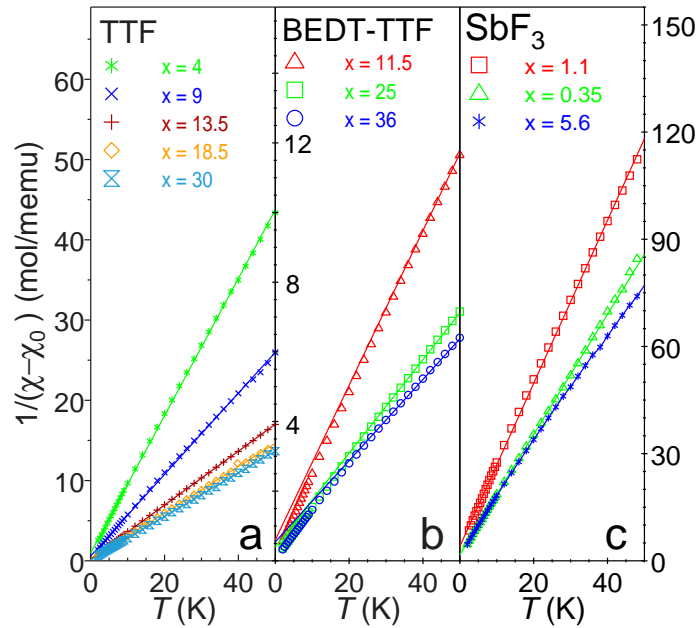 TTF
x = 4
x = 9
x = 13.5
x = 18.5
x = 30
BEDT-TTF
x = 11.5
x = 25
x = 36
SbF3
x = 1.1
x = 0.35
x = 5.6
1/(χ−χ0) (mol/memu)
60
50
40
30
20
10
0
12
8
4
150
120
90
60
30
0
a
b
c
0 20 40 0 20 40 0 20 40
T (K) T (K) T (K)